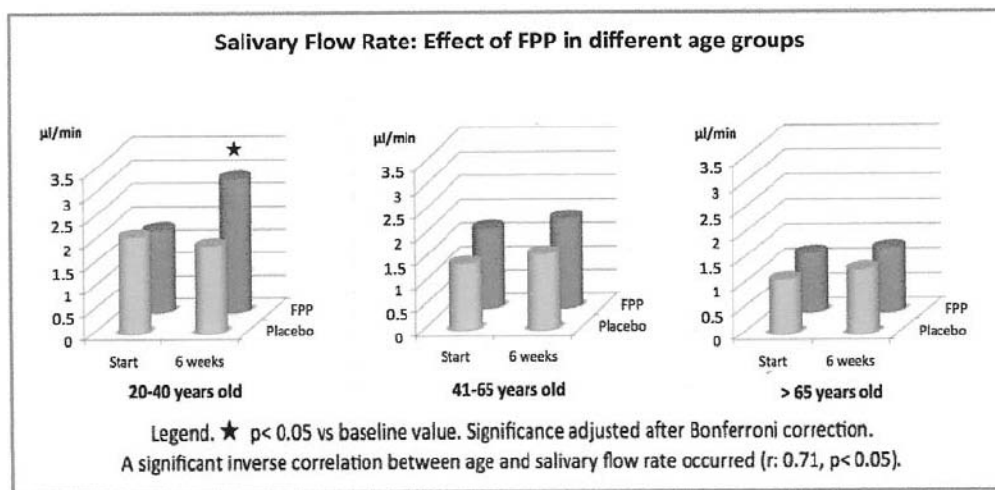 Salivary Flow Rate: Effect of FPP in different age groups
µl/min
3.5
3
2.5
2
1.5
1
0.5
0
Start
6 weeks
FPP
Placebo
20-40 years old
µl/min
3.5
3
2.5
2
1.5
1
0.5
0
Start
6 weeks
FPP
Placebo
41-65 years old
µl/min
3.5
3
2.5
2
1.5
1
0.5
0
Start
6 weeks
FPP
Placebo
> 65 years old
Legend. ★ p< 0.05 vs baseline value. Significance adjusted after Bonferroni correction.
A significant inverse correlation between age and salivary flow rate occurred (r: 0.71, p< 0.05).